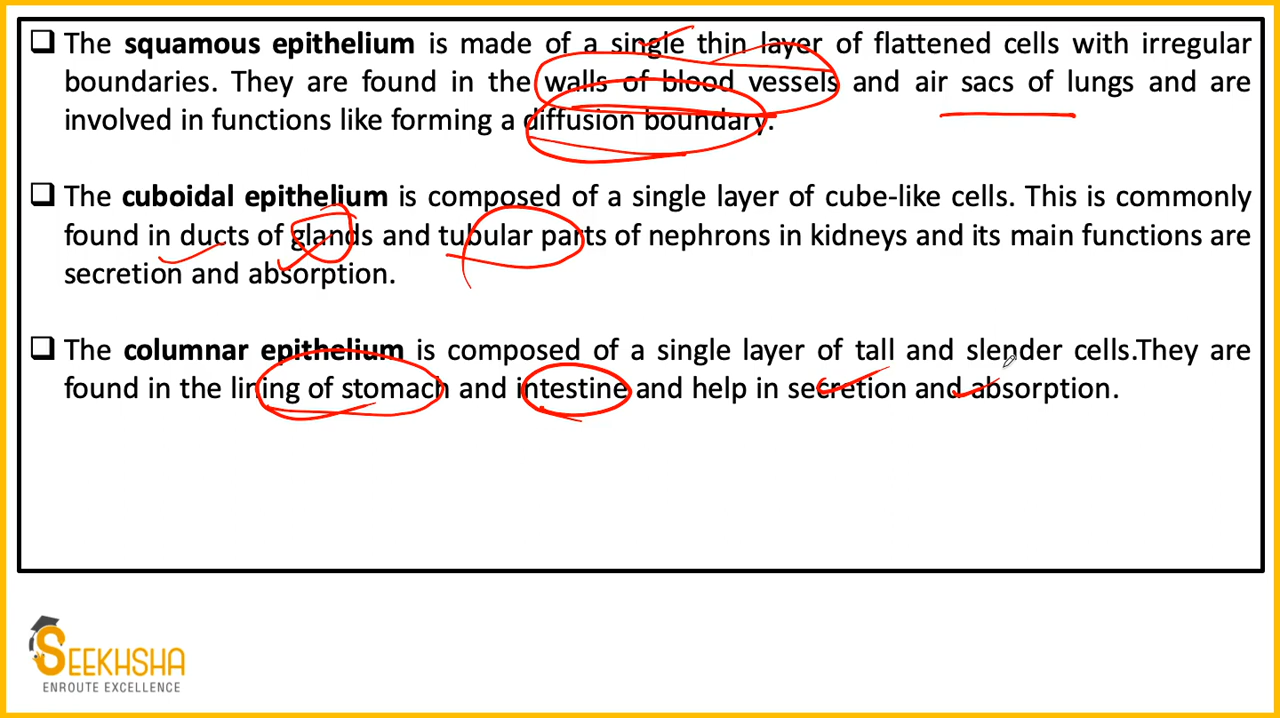 ❑ The squamous epithelium is made of a single thin layer of flattened cells with irregular
boundaries. They are found in the walls of blood vessels and air sacs of lungs and are
involved in functions like forming a diffusion boundary.
❑ The cuboidal epithelium is composed of a single layer of cube-like cells. This is commonly
found in ducts of glands and tubular parts of nephrons in kidneys and its main functions are
secretion and absorption.
❑ The columnar epithelium is composed of a single layer of tall and slender cells.They are
found in the lining of stomach and intestine and help in secretion and absorption.
SEEKHSHA
ENROUTE EXCELLENCE